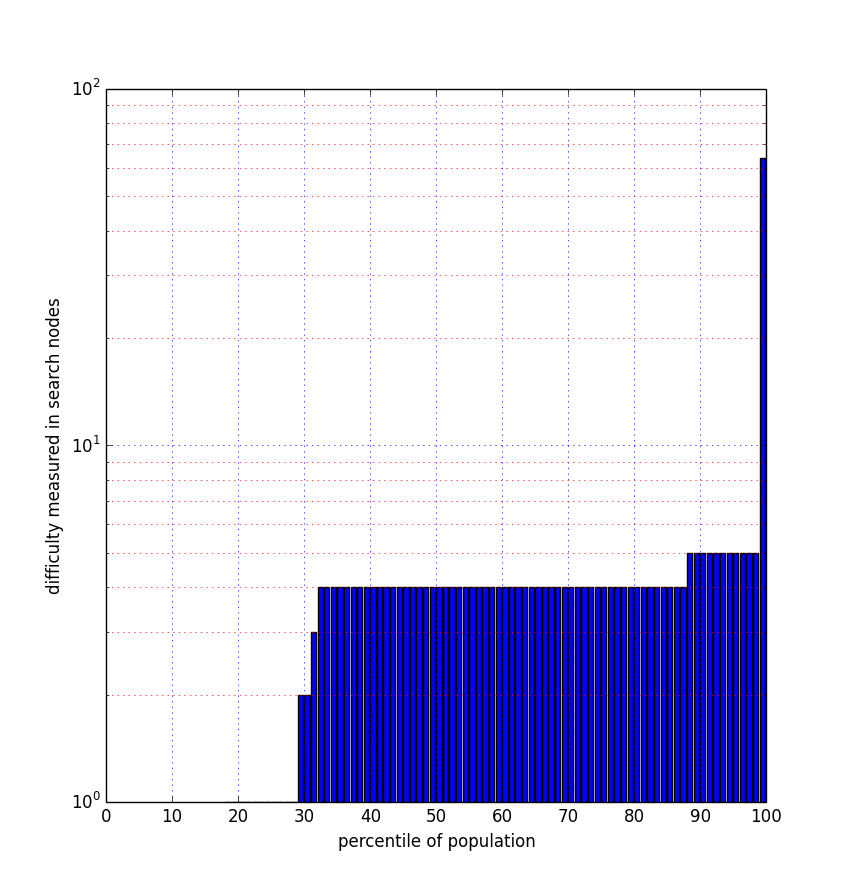 10²
10¹
10⁰
difficulty measured in search nodes
0 10 20 30 40 50 60 70 80 90 100
percentile of population